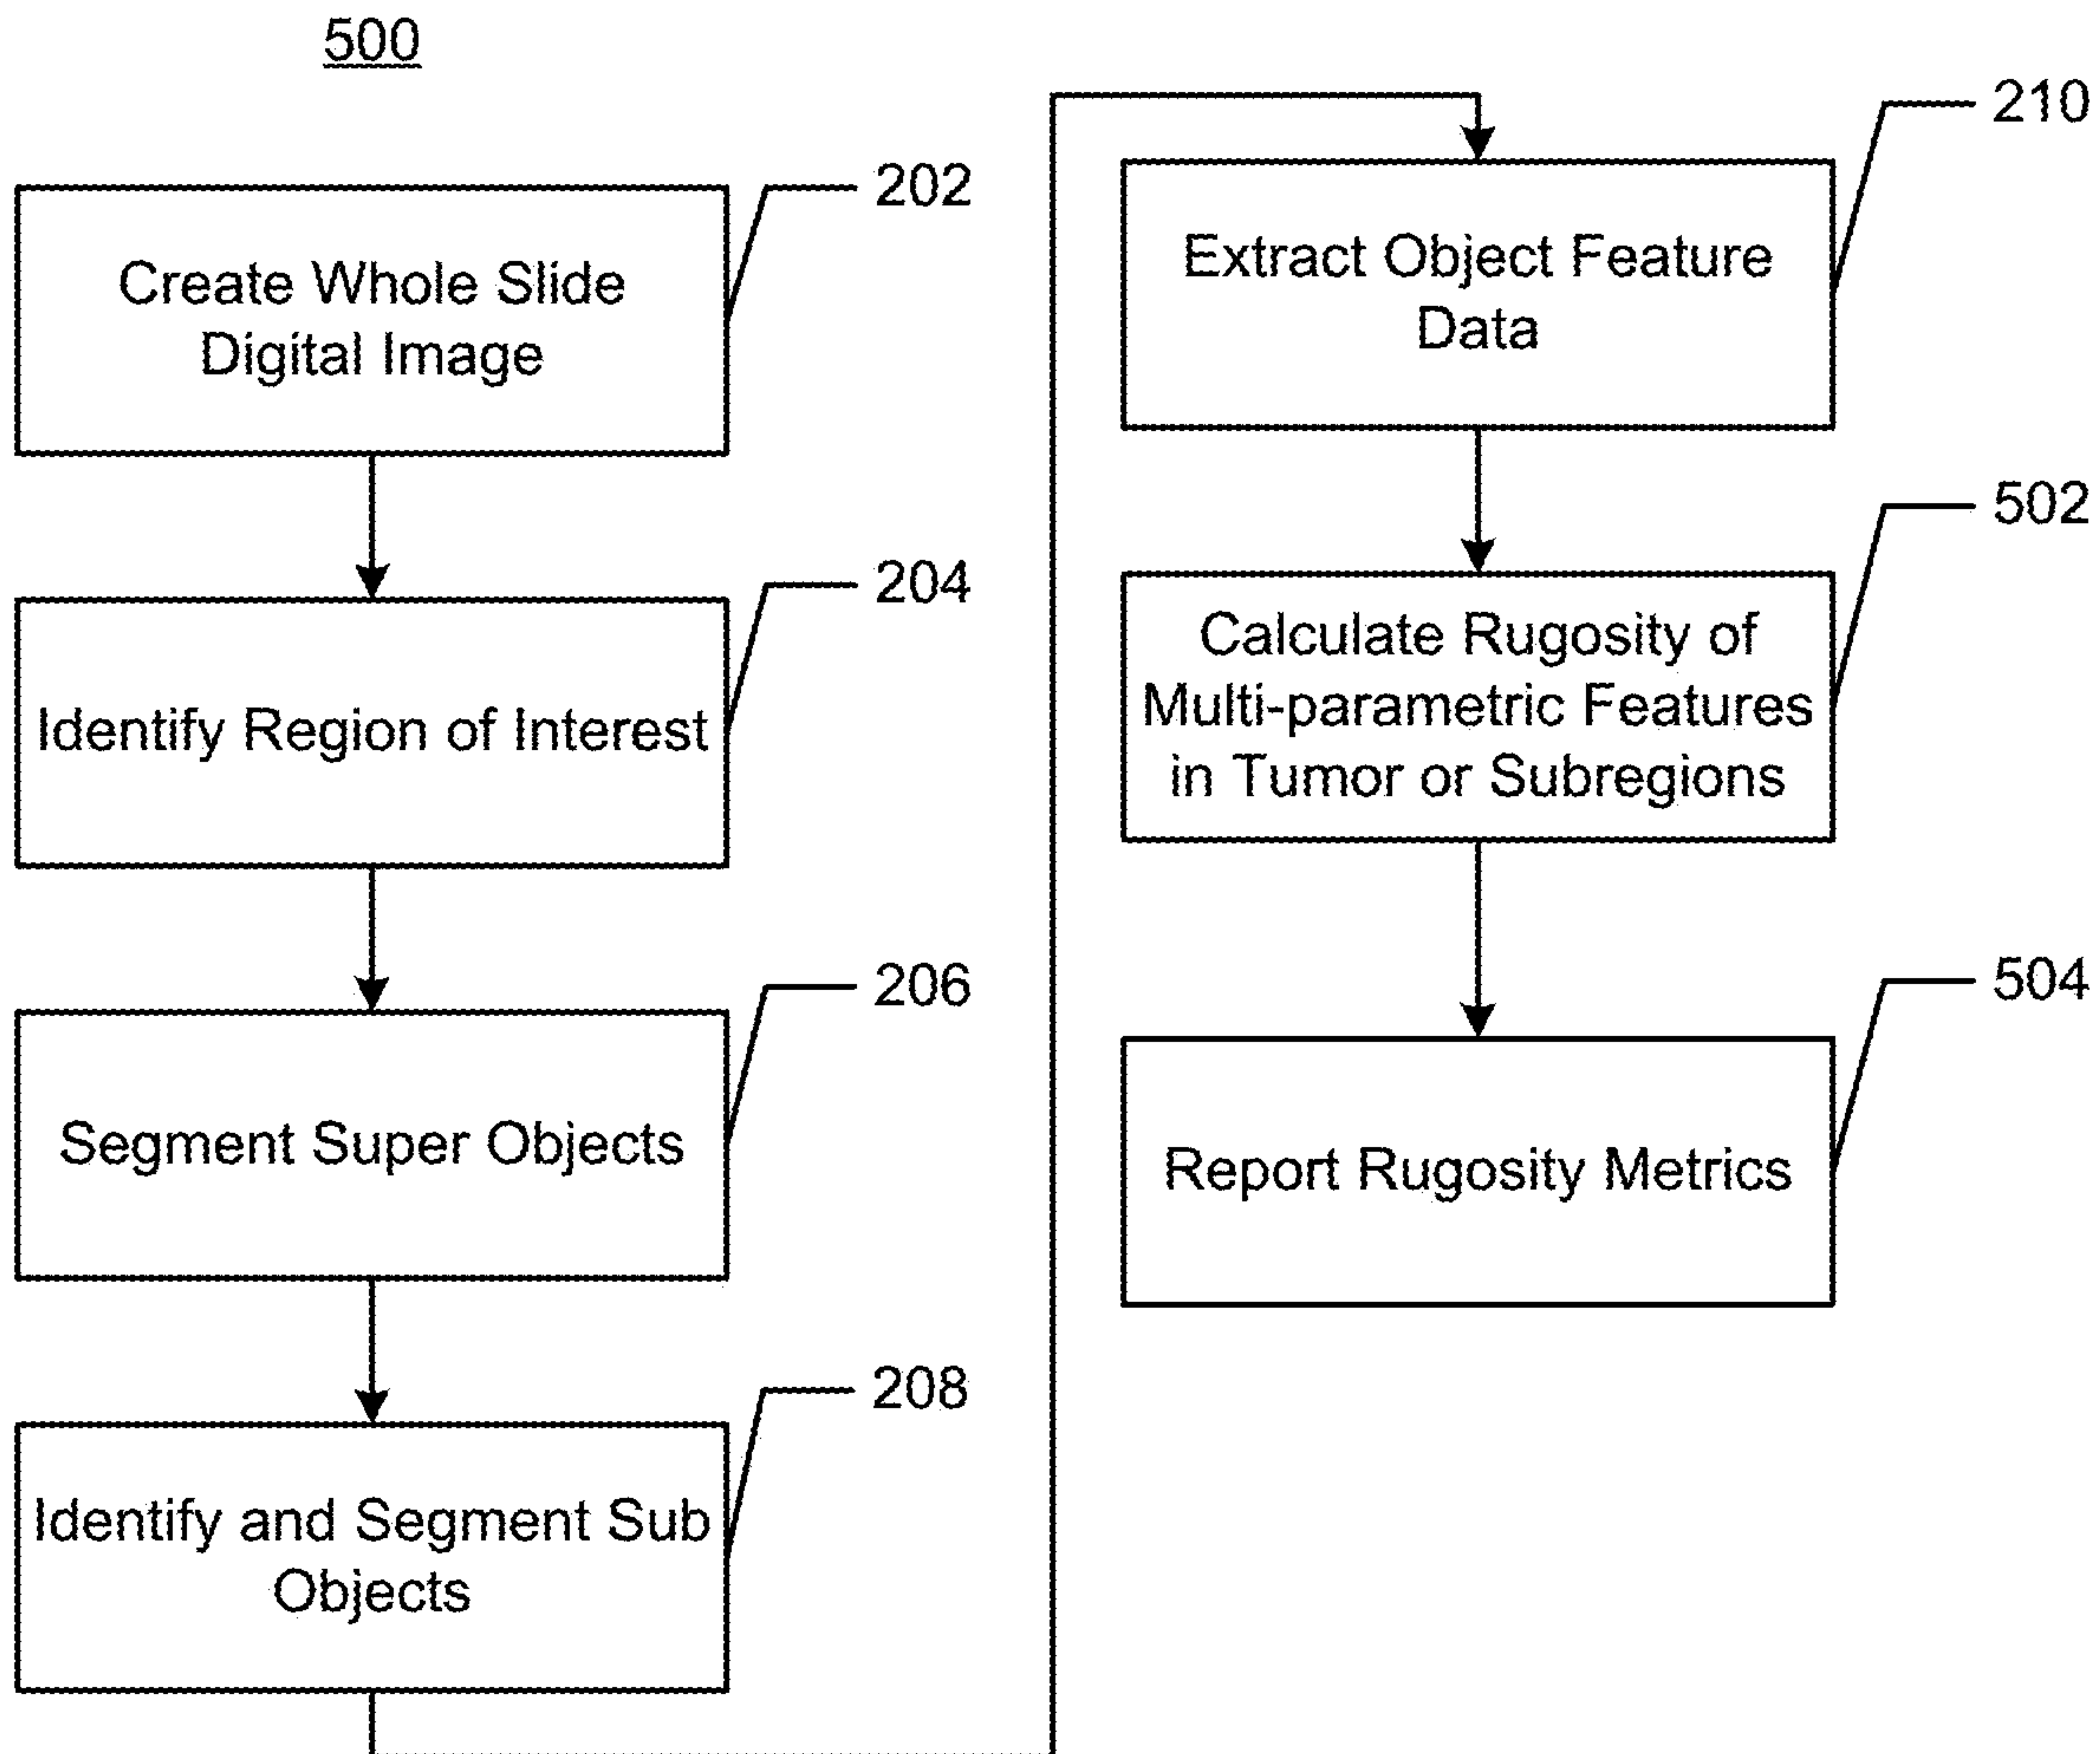 500
202
Create Whole Slide
Digital Image
204
Identify Region of Interest
206
Segment Super Objects
208
Identify and Segment Sub
Objects
210
Extract Object Feature
Data
502
Calculate Rugosity of
Multi-parametric Features
in Tumor or Subregions
504
Report Rugosity Metrics